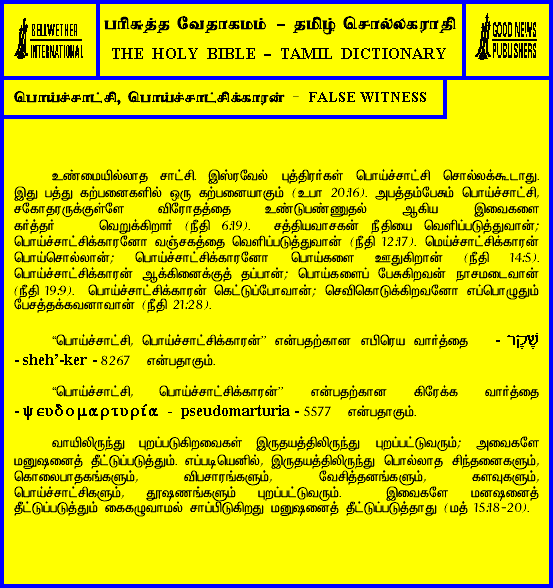 BELLWETHER
INTERNATIONAL
பரிசுத்த வேதாகமம் – தமிழ் சொல்லகராதி
THE HOLY BIBLE – TAMIL DICTIONARY
GOOD NEWS
PUBLISHERS
பொய்ச்சாட்சி, பொய்ச்சாட்சிக்காரன் – FALSE WITNESS
உண்மையில்லாத சாட்சி. இஸ்ரவேல் புத்திரர்கள் பொய்ச்சாட்சி சொல்லக்கூடாது.
இது பத்து கற்பனைகளில் ஒரு கற்பனையாகும் (உபா 20:16). அபத்தம்பேசும் பொய்ச்சாட்சி,
சகோதரருக்குள்ளே விரோதத்தை உண்டுபண்ணுதல் ஆகிய இவைகளை
கர்த்தர் வெறுக்கிறார் (நீதி 6:19). சத்தியவாசகன் நீதியை வெளிப்படுத்துவான்;
பொய்ச்சாட்சிக்காரனோ வஞ்சகத்தை வெளிப்படுத்துவான் (நீதி 12:17). மெய்ச்சாட்சிக்காரன்
பொய்சொல்லான்; பொய்ச்சாட்சிக்காரனோ பொய்களை ஊதுகிறான் (நீதி 14:5).
பொய்ச்சாட்சிக்காரன் ஆக்கினைக்குத் தப்பான்; பொய்களைப் பேசுகிறவன் நாசமடைவான்
(நீதி 19:9). பொய்ச்சாட்சிக்காரன் கெட்டுப்போவான்; செவிகொடுக்கிறவனோ எப்பொழுதும்
பேசத்தக்கவனாவான் (நீதி 21:28).
“பொய்ச்சாட்சி, பொய்ச்சாட்சிக்காரன்” என்பதற்கான எபிரெய வார்த்தை - שֶׁקֶר
- sheh’-ker - 8267 என்பதாகும்.
“பொய்ச்சாட்சி, பொய்ச்சாட்சிக்காரன்” என்பதற்கான கிரேக்க வார்த்தை
- ψευδομαρτυρία - pseudomarturia - 5577 என்பதாகும்.
வாயிலிருந்து புறப்படுகிறவைகள் இருதயத்திலிருந்து புறப்பட்டுவரும்; அவைகளே
மனுஷனைத் தீட்டுப்படுத்தும். எப்படியெனில், இருதயத்திலிருந்து பொல்லாத சிந்தனைகளும்,
கொலைபாதகங்களும், விபசாரங்களும், வேசித்தனங்களும், களவுகளும்,
பொய்ச்சாட்சிகளும், தூஷணங்களும் புறப்பட்டுவரும். இவைகளே மனஷனைத்
தீட்டுப்படுத்தும் கைகழுவாமல் சாப்பிடுகிறது மனுஷனைத் தீட்டுப்படுத்தாது (மத் 15:18-20).